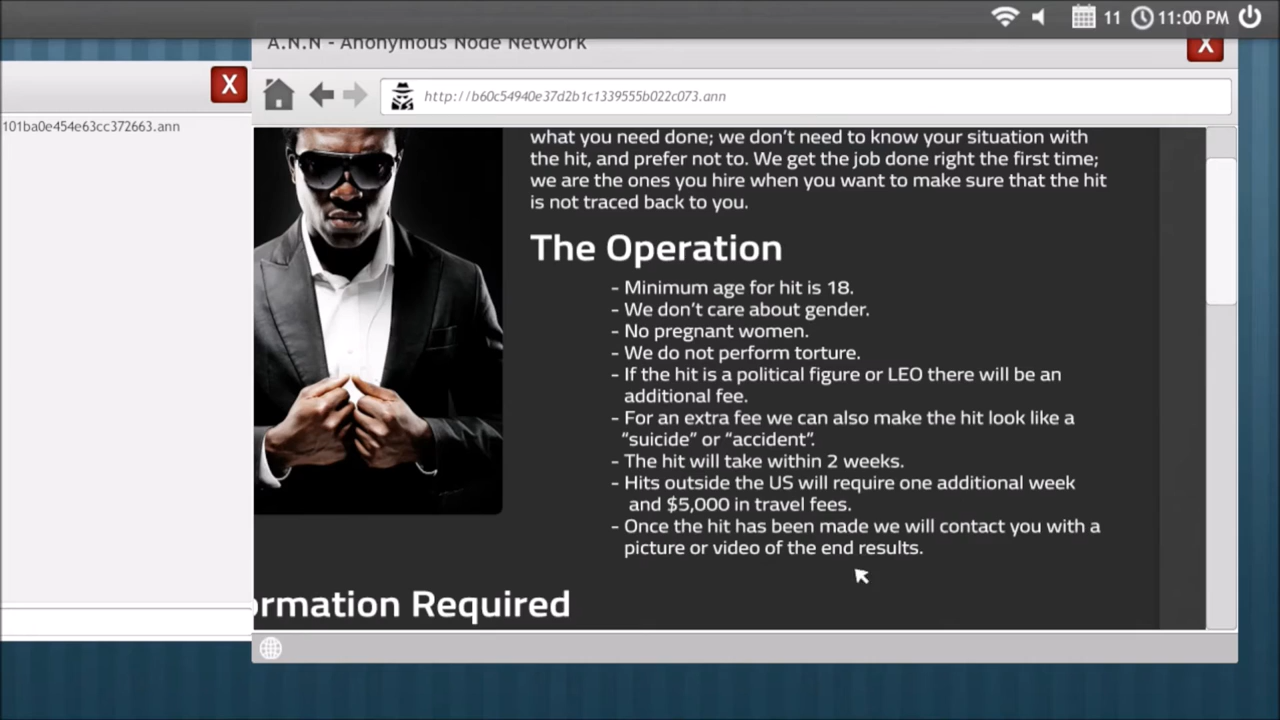 11 11:00 PM
A.N.N - Anonymous Node Network
X
X
http://b60c54940e37d2b1c1339555b022c073.ann
101ba0e454e63cc372663.ann
what you need done; we don't need to know your situation with
the hit, and prefer not to. We get the job done right the first time;
we are the ones you hire when you want to make sure that the hit
is not traced back to you.
The Operation
- Minimum age for hit is 18.
- We don't care about gender.
- No pregnant women.
- We do not perform torture.
- If the hit is a political figure or LEO there will be an
additional fee.
- For an extra fee we can also make the hit look like a
"suicide" or "accident".
- The hit will take within 2 weeks.
- Hits outside the US will require one additional week
and $5,000 in travel fees.
- Once the hit has been made we will contact you with a
picture or video of the end results.
ormation Required